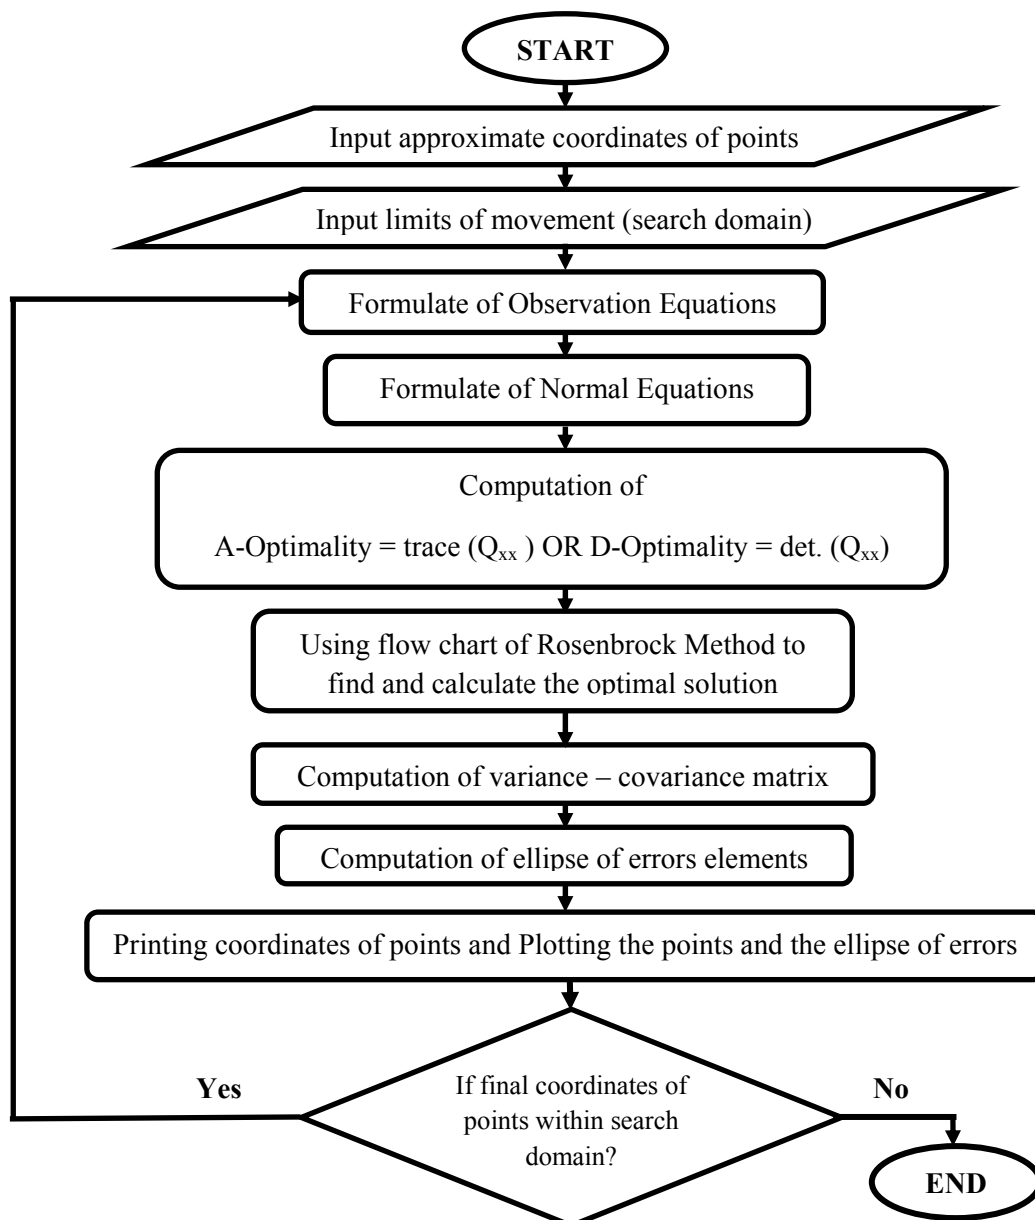 START
Input approximate coordinates of points
Input limits of movement (search domain)
Formulate of Observation Equations
Formulate of Normal Equations
Computation of
A-Optimality = trace (Qxx ) OR D-Optimality = det. (Qxx)
Using flow chart of Rosenbrock Method to
find and calculate the optimal solution
Computation of variance – covariance matrix
Computation of ellipse of errors elements
Printing coordinates of points and Plotting the points and the ellipse of errors
Yes
If final coordinates of
points within search
domain?
No
END